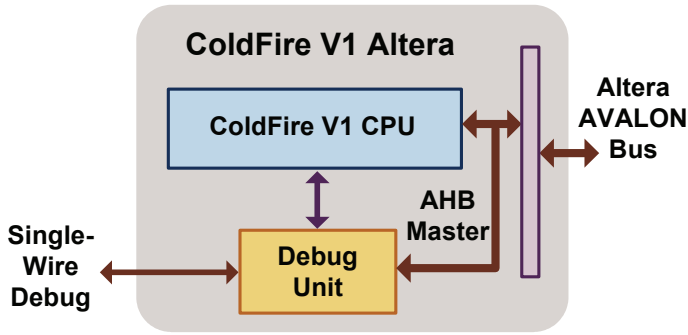 ColdFire V1 Altera
ColdFire V1 CPU
Altera
AVALON
Bus
AHB
Master
Single-
Wire
Debug
Debug
Unit